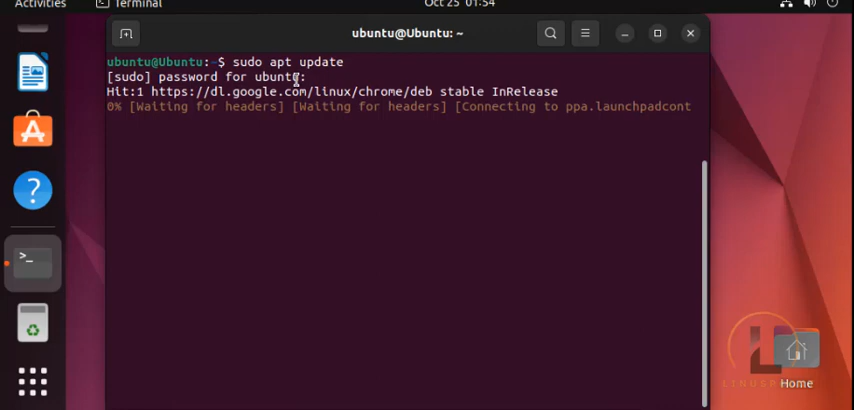 Activities Terminal Oct 25 01:54
ubuntu@Ubuntu: ~
ubuntu@Ubuntu:~$ sudo apt update
[sudo] password for ubuntu:
Hit:1 https://dl.google.com/linux/chrome/deb stable InRelease
0% [Waiting for headers] [Waiting for headers] [Connecting to ppa.launchpadcont
>_
?
Home